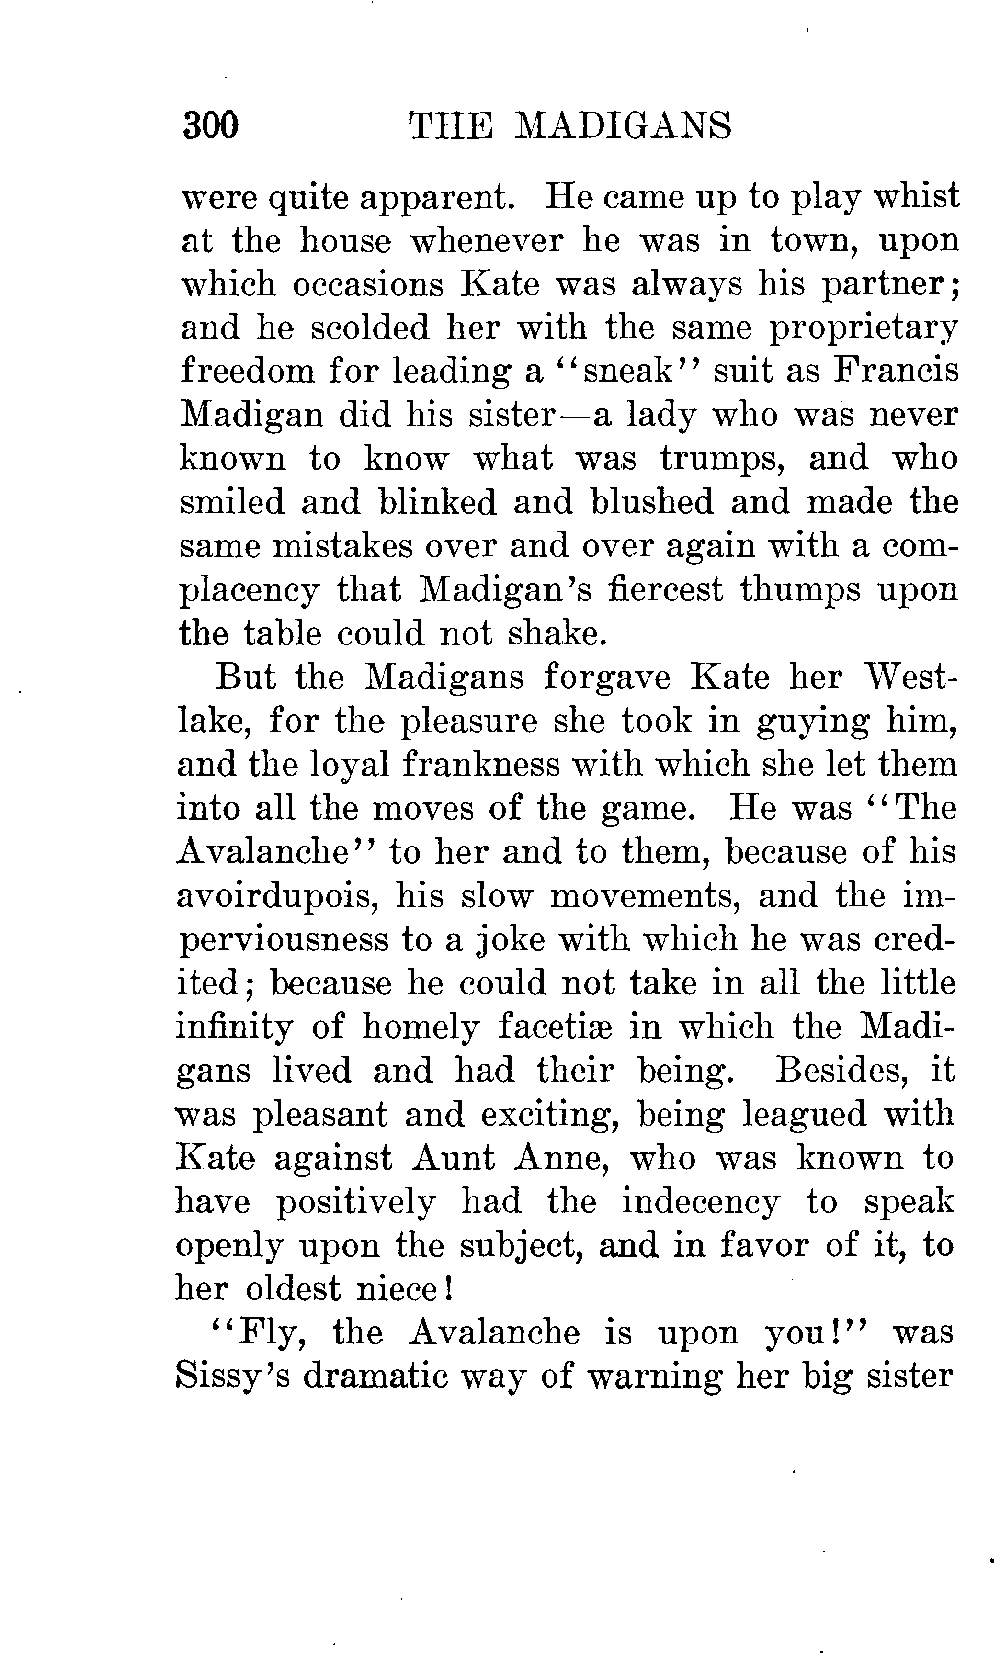 300 THE MADIGANS
were quite apparent. He came up to play whist
at the house whenever he was in town, upon
which occasions Kate was always his partner;
and he scolded her with the same proprietary
freedom for leading a “sneak” suit as Francis
Madigan did his sister—a lady who was never
known to know what was trumps, and who
smiled and blinked and blushed and made the
same mistakes over and over again with a com-
placency that Madigan's fiercest thumps upon
the table could not shake.
But the Madigans forgave Kate her West-
lake, for the pleasure she took in guying him,
and the loyal frankness with which she let them
into all the moves of the game. He was “The
Avalanche” to her and to them, because of his
avoirdupois, his slow movements, and the im-
perviousness to a joke with which he was cred-
ited; because he could not take in all the little
infinity of homely facetiæ in which the Madi-
gans lived and had their being. Besides, it
was pleasant and exciting, being leagued with
Kate against Aunt Anne, who was known to
have positively had the indecency to speak
openly upon the subject, and in favor of it, to
her oldest niece!
“Fly, the Avalanche is upon you!” was
Sissy's dramatic way of warning her big sister